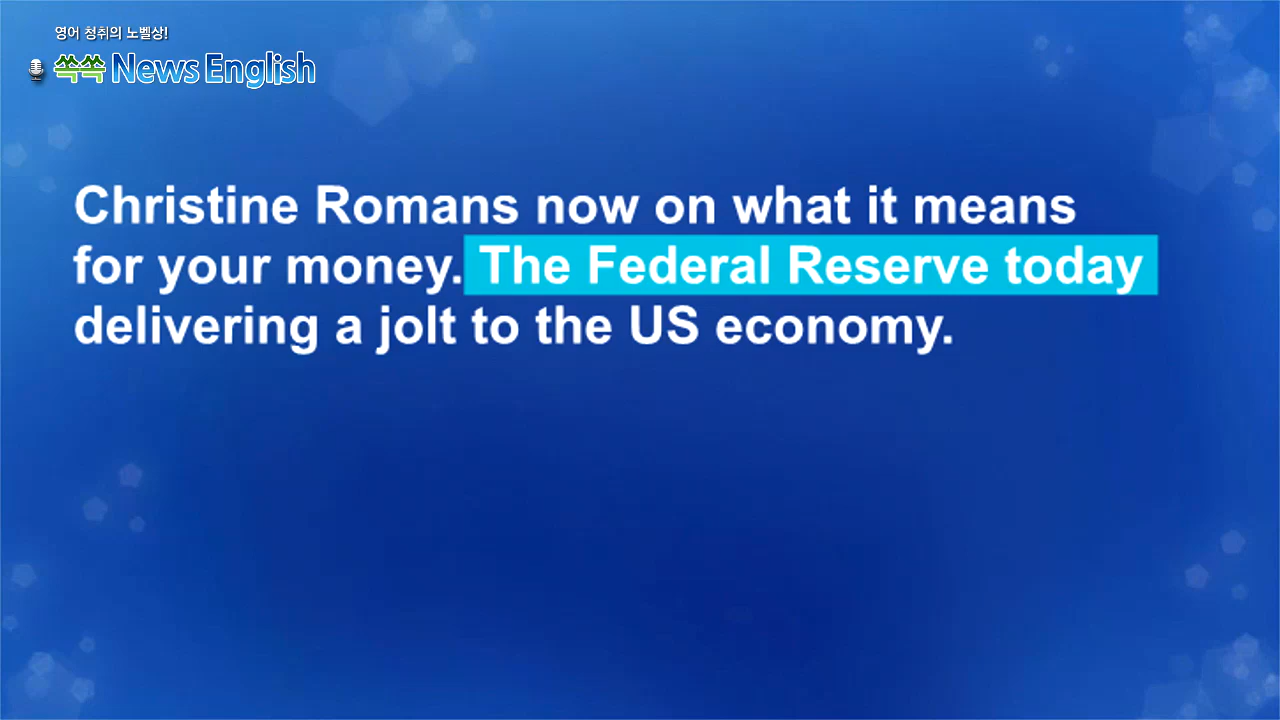 영어 청취의 노벨상!
쏙쏙 News English
Christine Romans now on what it means
for your money. The Federal Reserve today
delivering a jolt to the US economy.